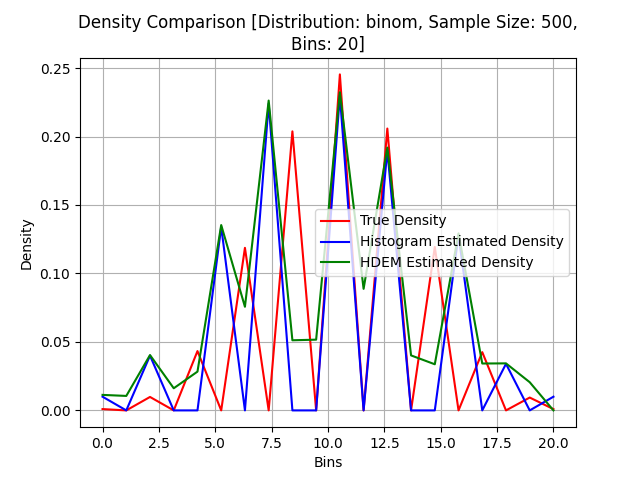 Density Comparison [Distribution: binom, Sample Size: 500,
Bins: 20]
0.25
0.20
0.15
0.10
0.05
0.00
Density
True Density
Histogram Estimated Density
HDEM Estimated Density
0.0 2.5 5.0 7.5 10.0 12.5 15.0 17.5 20.0
Bins